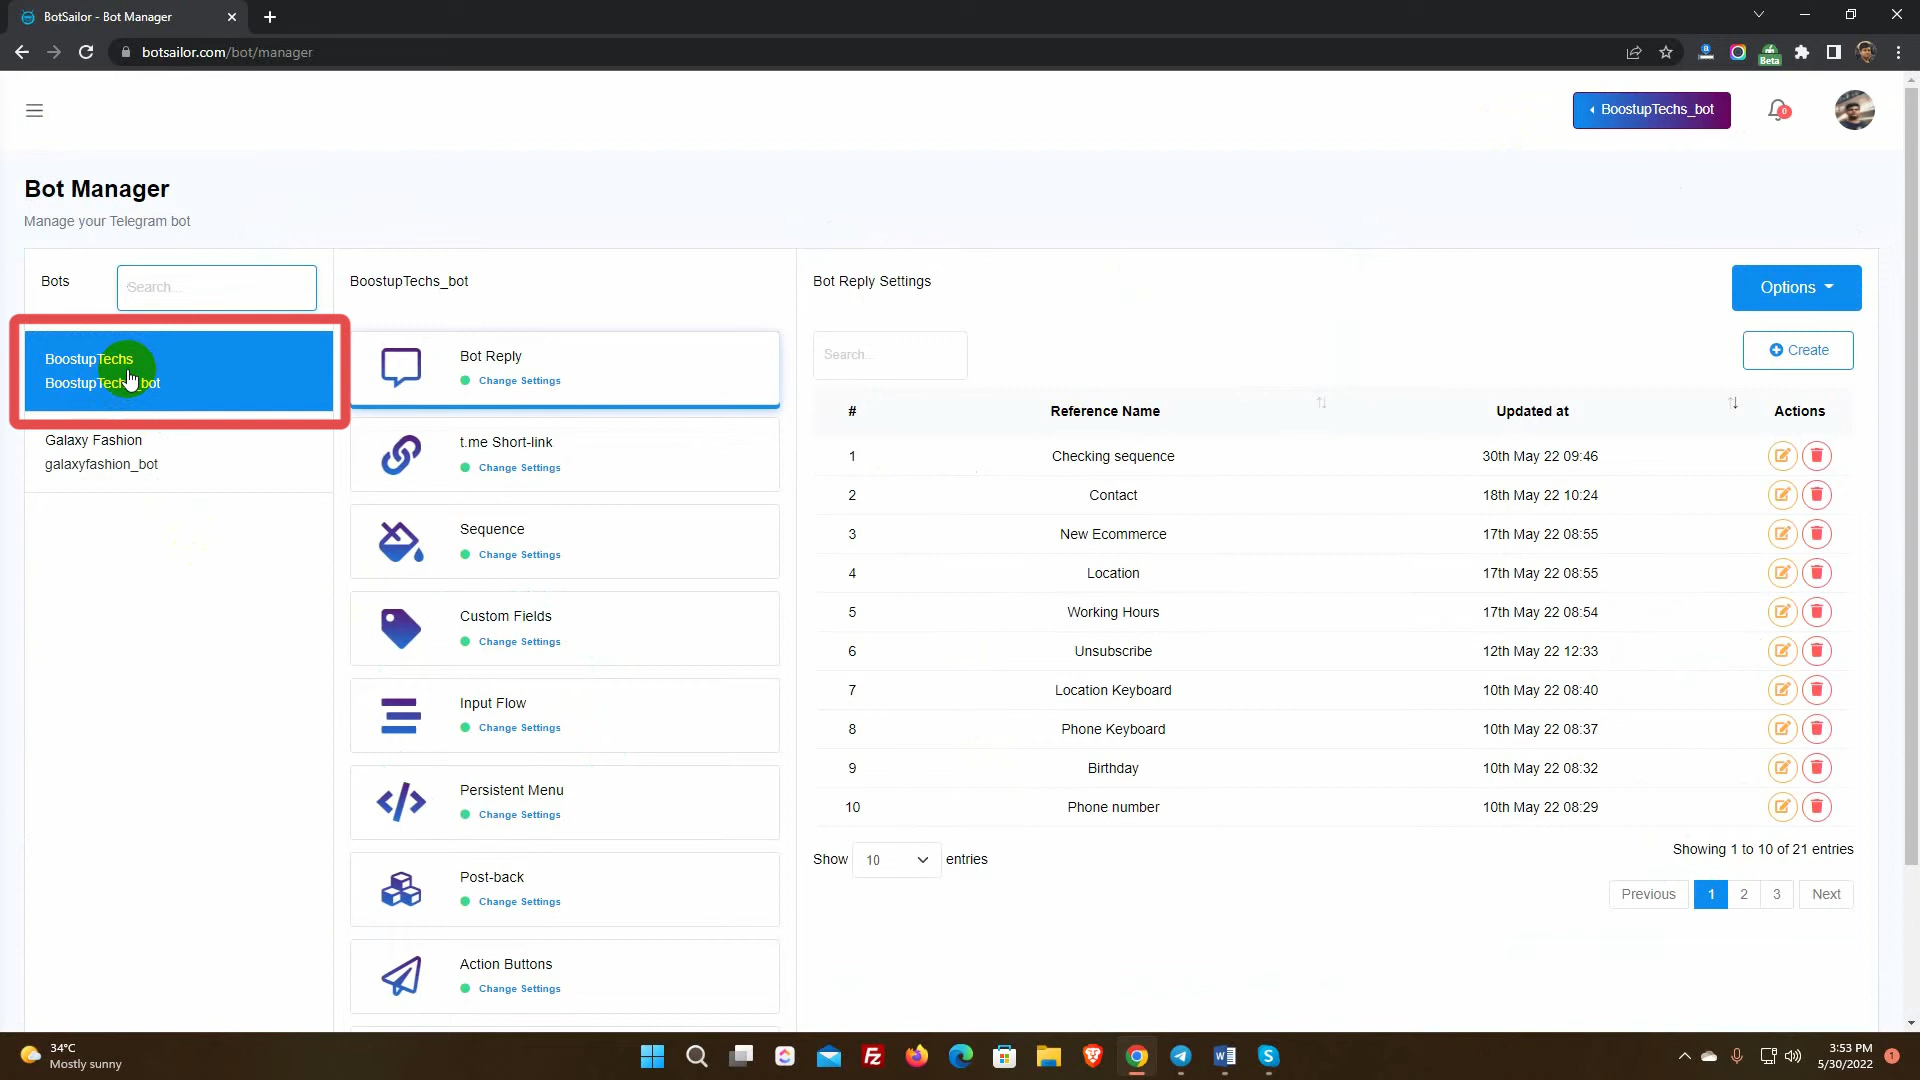 BotSailor - Bot Manager
botsailor.com/bot/manager
Beta
BoostupTechs_bot
0
Bot Manager
Manage your Telegram bot
Bots
Search...
BoostupTechs
BoostupTechs_bot
Galaxy Fashion
galaxyfashion_bot
BoostupTechs_bot
Bot Reply
Change Settings
t.me Short-link
Change Settings
Sequence
Change Settings
Custom Fields
Change Settings
Input Flow
Change Settings
Persistent Menu
Change Settings
Post-back
Change Settings
Action Buttons
Change Settings
Bot Reply Settings
Options
Search...
Create
# Reference Name Updated at Actions
1 Checking sequence 30th May 22 09:46
2 Contact 18th May 22 10:24
3 New Ecommerce 17th May 22 08:55
4 Location 17th May 22 08:55
5 Working Hours 17th May 22 08:54
6 Unsubscribe 12th May 22 12:33
7 Location Keyboard 10th May 22 08:40
8 Phone Keyboard 10th May 22 08:37
9 Birthday 10th May 22 08:32
10 Phone number 10th May 22 08:29
Show 10 entries
Showing 1 to 10 of 21 entries
Previous 1 2 3 Next
34°C
Mostly sunny
Fz
W
S
3:53 PM
5/30/2022
1